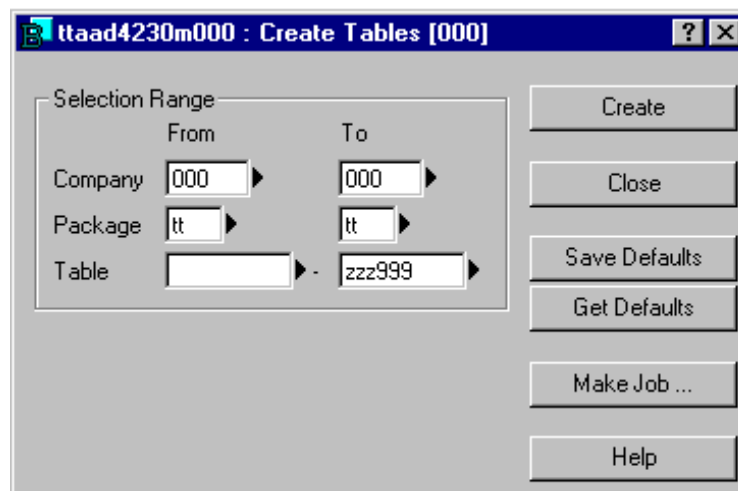 B ttaad4230m000 : Create Tables [000] ?
Selection Range
From To
Company 000 000
Package tt tt
Table - zzz999
Create
Close
Save Defaults
Get Defaults
Make Job ...
Help